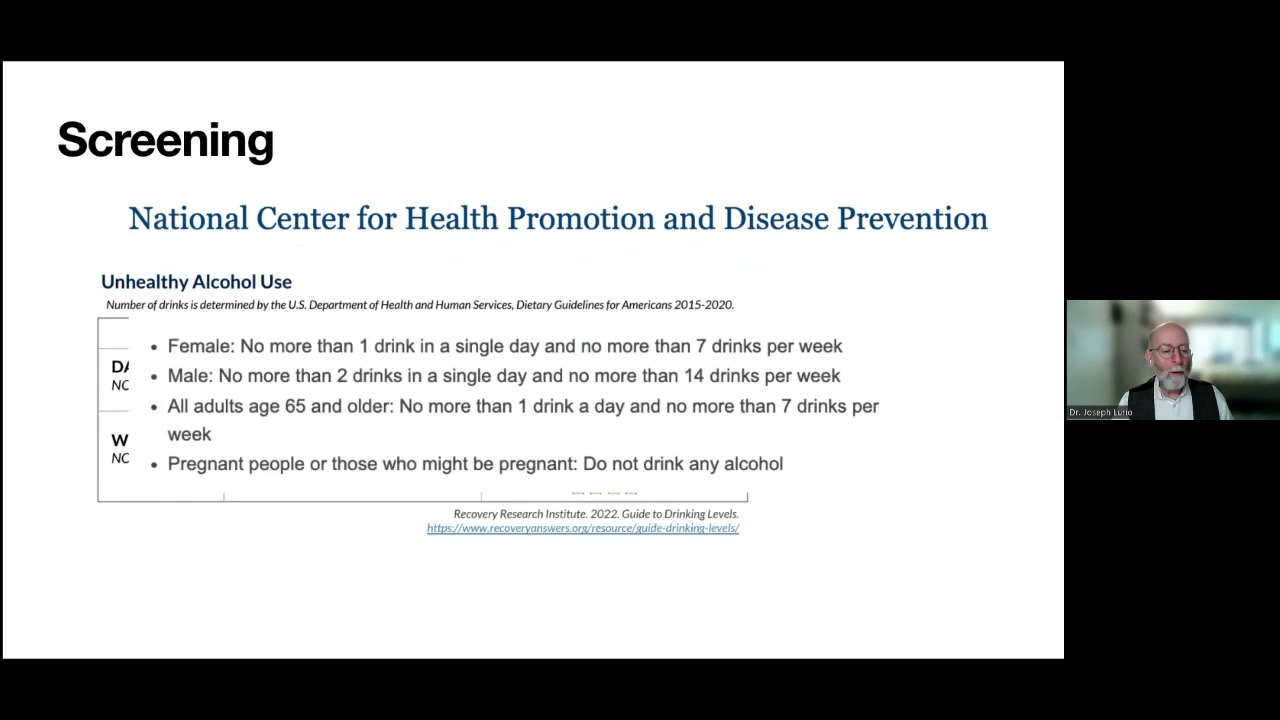 Screening
National Center for Health Promotion and Disease Prevention
Unhealthy Alcohol Use
Number of drinks is determined by the U.S. Department of Health and Human Services, Dietary Guidelines for Americans 2015-2020.
• Female: No more than 1 drink in a single day and no more than 7 drinks per week
DA
• Male: No more than 2 drinks in a single day and no more than 14 drinks per week
NO
• All adults age 65 and older: No more than 1 drink a day and no more than 7 drinks per
week
W
NO
• Pregnant people or those who might be pregnant: Do not drink any alcohol
Recovery Research Institute. 2022. Guide to Drinking Levels.
https://www.recoveryanswers.org/resource/guide-drinking-levels/
Dr. Joseph Lurio